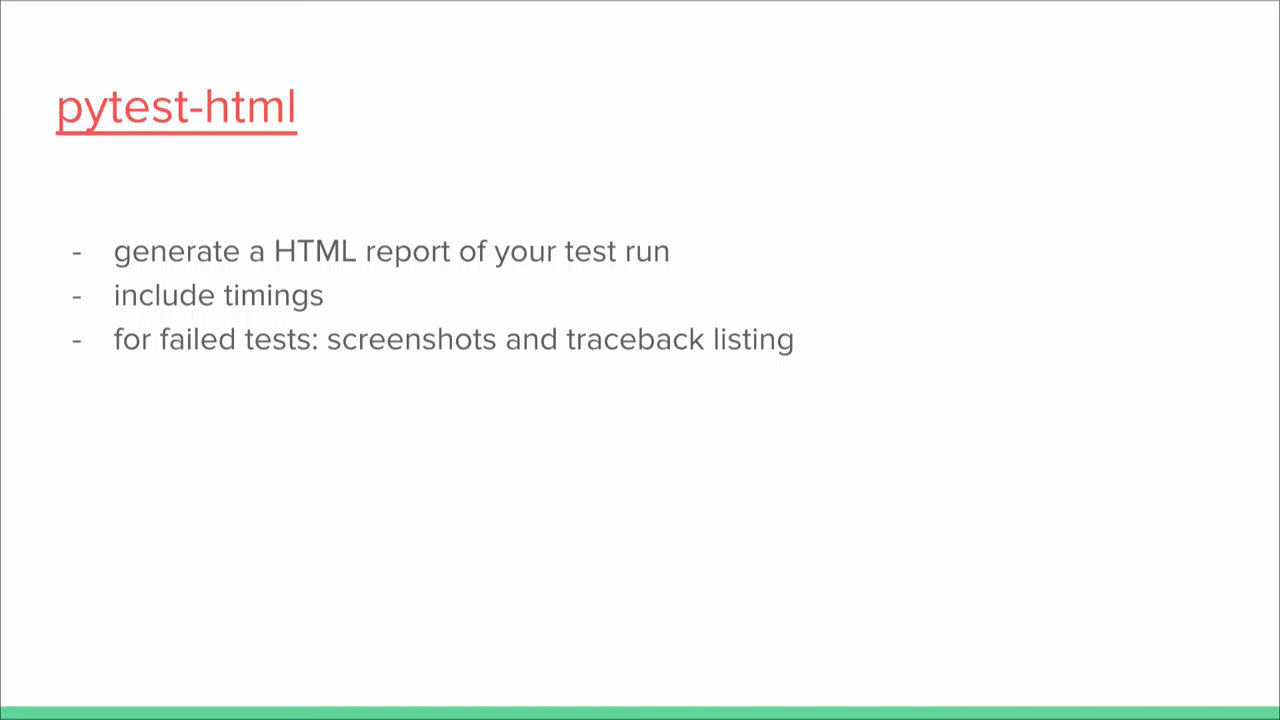 pytest-html
- generate a HTML report of your test run
- include timings
- for failed tests: screenshots and traceback listing